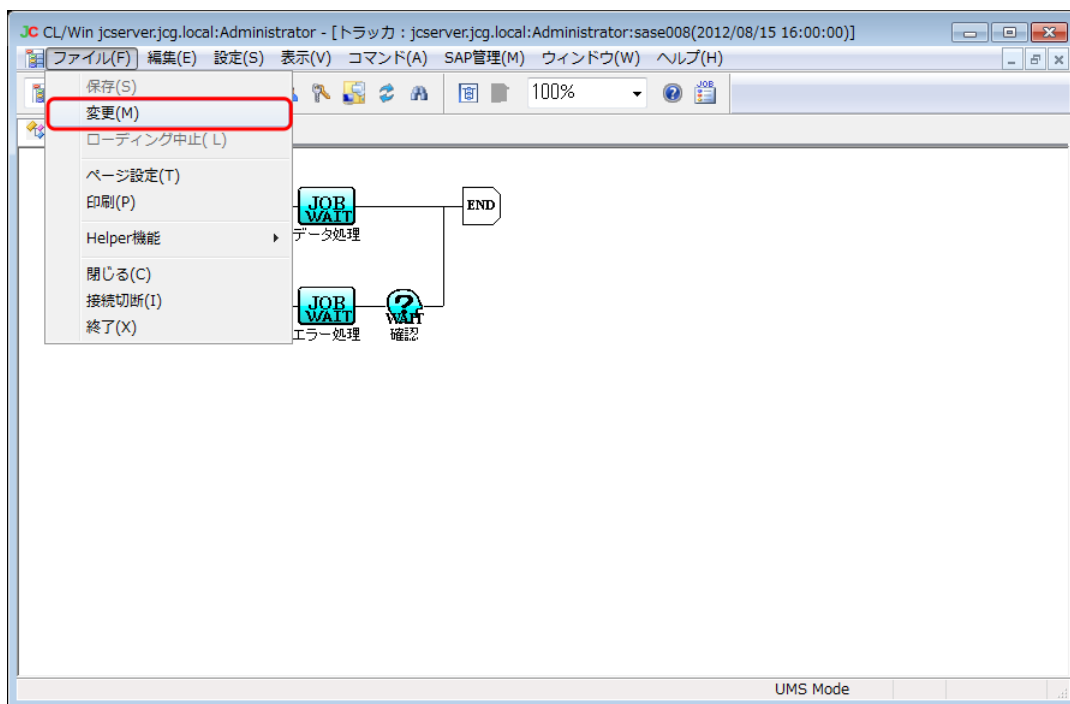 JC CL/Win jcserver.jcg.local:Administrator - [トラッカ : jcserver.jcg.local:Administrator:sase008(2012/08/15 16:00:00)]
ファイル(F) 編集(E) 設定(S) 表示(V) コマンド(A) SAP管理(M) ウィンドウ(W) ヘルプ(H)
100%
JOB
保存(S)
変更(M)
ローディング中止( L)
ページ設定(T)
印刷(P)
Helper機能
閉じる(C)
接続切断(I)
終了(X)
JOB
WAIT
END
データ処理
JOB
WAIT
?
WAIT
エラー処理
確認
UMS Mode